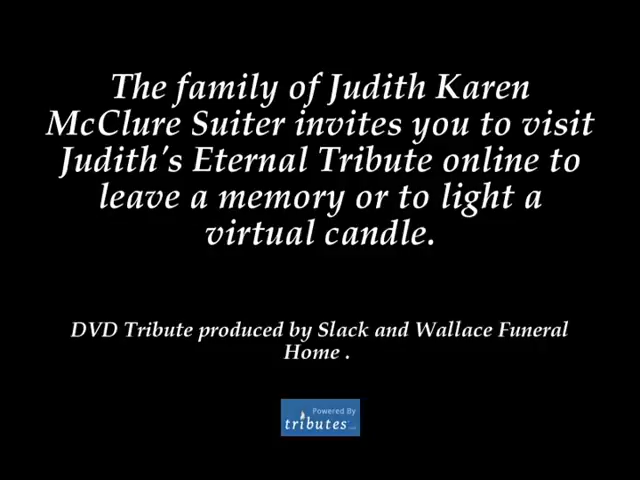 The family of Judith Karen
McClure Suiter invites you to visit
Judith's Eternal Tribute online to
leave a memory or to light a
virtual candle.
DVD Tribute produced by Slack and Wallace Funeral
Home .
Powered By
tributes